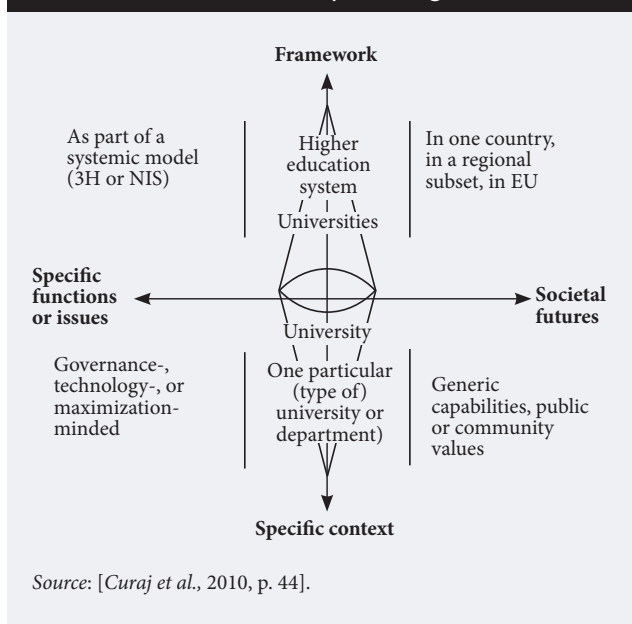 Framework
As part of a
systemic model
(3H or NIS)
Higher
education
system
Universities
In one country,
in a regional
subset, in EU
Specific
functions
or issues
Societal
futures
University
Governance-,
technology-, or
maximization-
minded
One particular
(type of)
university or
department)
Generic
capabilities, public
or community
values
Specific context
Source: [Curaj et al., 2010, p. 44].